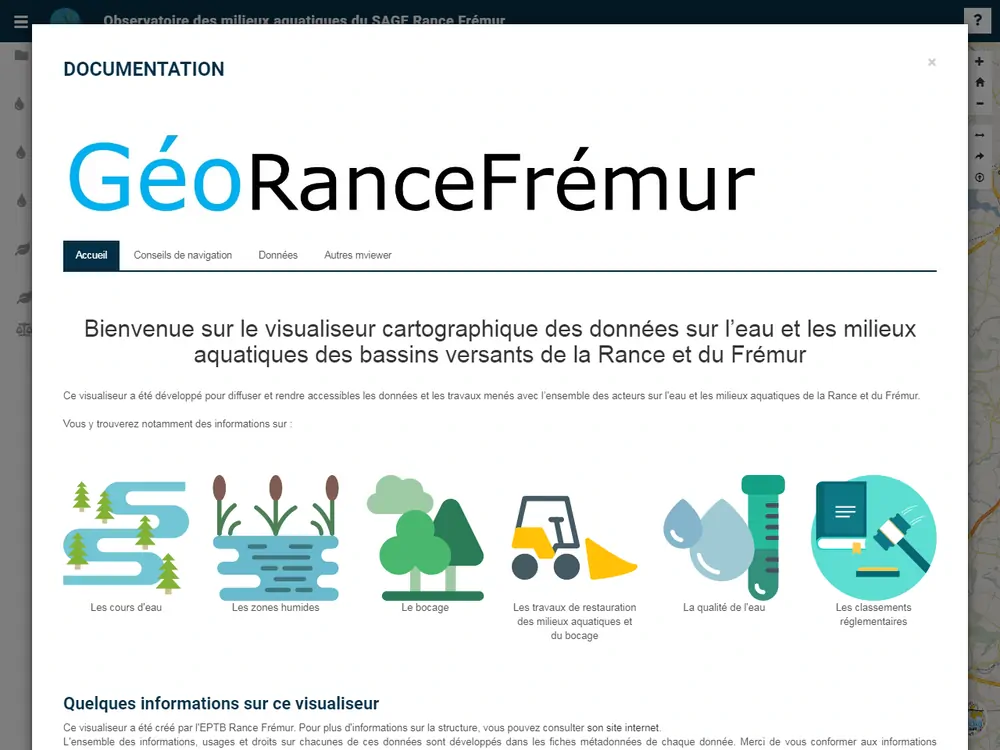 Observatoire des milieux aquatiques du SAGE Rance Frémur
?
DOCUMENTATION
×
GéoRanceFrémur
Accueil
Conseils de navigation
Données
Autres mviewer
Bienvenue sur le visualiseur cartographique des données sur l'eau et les milieux
aquatiques des bassins versants de la Rance et du Frémur
Ce visualiseur a été développé pour diffuser et rendre accessibles les données et les travaux menés avec l'ensemble des acteurs sur l'eau et les milieux aquatiques de la Rance et du Frémur.
Vous y trouverez notamment des informations sur :
Les cours d'eau
Les zones humides
Le bocage
Les travaux de restauration
des milieux aquatiques et
du bocage
La qualité de l'eau
Les classements
réglementaires
Quelques informations sur ce visualiseur
Ce visualiseur a été créé par l'EPTB Rance Frémur. Pour plus d'informations sur la structure, vous pouvez consulter son site internet.
L'ensemble des informations, usages et droits sur chacunes de ces données sont développés dans les fiches métadonnées de chaque donnée. Merci de vous conformer aux informations